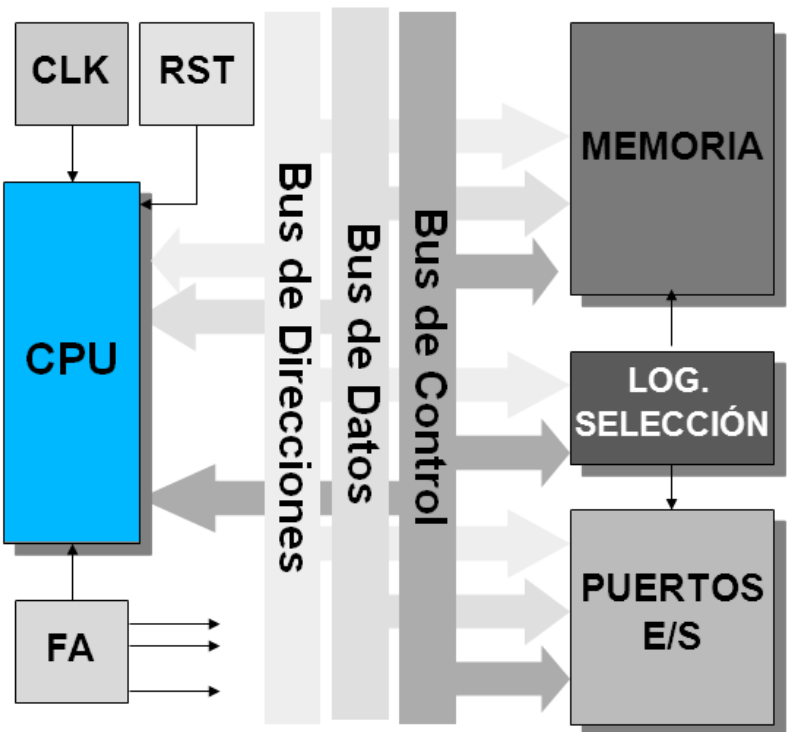 CLK
RST
CPU
FA
Bus de Direcciones
Bus de Datos
Bus de Control
MEMORIA
LOG.
SELECCIÓN
PUERTOS
E/S